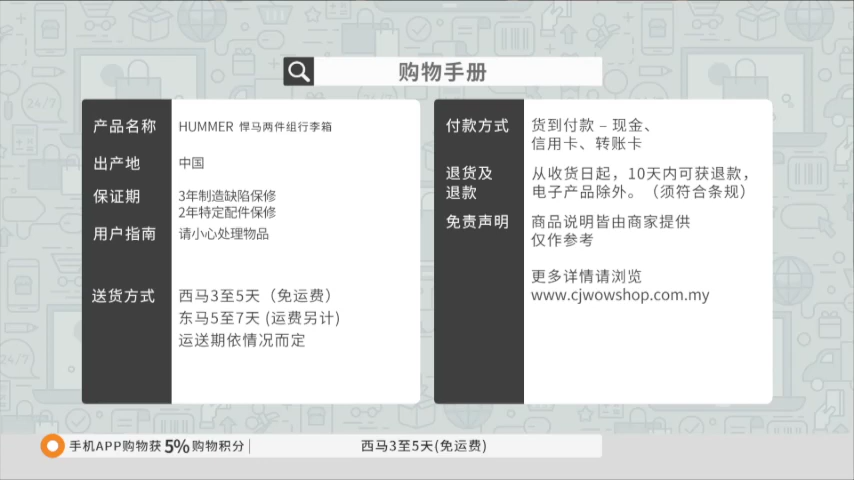 购物手册
产品名称 HUMMER 悍马两件组行李箱
出产地 中国
保证期 3年制造缺陷保修
2年特定配件保修
用户指南 请小心处理物品
送货方式 西马3至5天（免运费）
东马5至7天 (运费另计)
运送期依情况而定
付款方式 货到付款 – 现金、
信用卡、转账卡
退货及
退款
从收货日起，10天内可获退款，
电子产品除外。（须符合条规）
免责声明 商品说明皆由商家提供
仅作参考
更多详情请浏览
www.cjwowshop.com.my
手机APP购物获 5% 购物积分
西马3至5天(免运费)
24/7
24/7